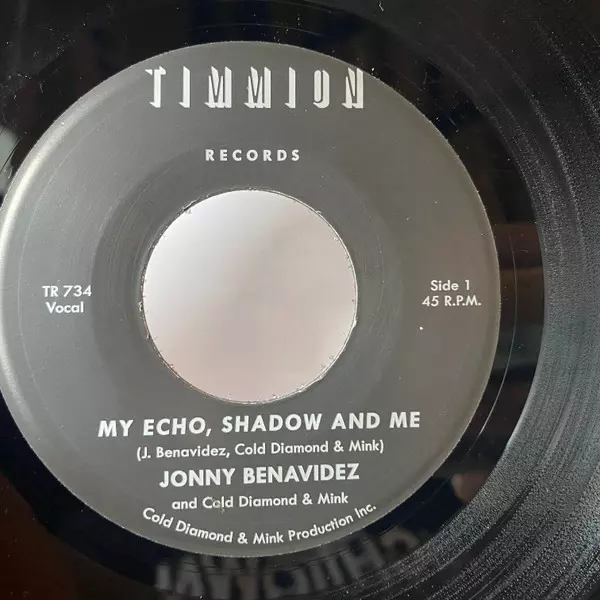 TIMMION
RECORDS
TR 734
Vocal
Side 1
45 R.P.M.
MY ECHO, SHADOW AND ME
(J. Benavidez, Cold Diamond & Mink)
JONNY BENAVIDEZ
and Cold Diamond & Mink
Cold Diamond & Mink Production Inc.